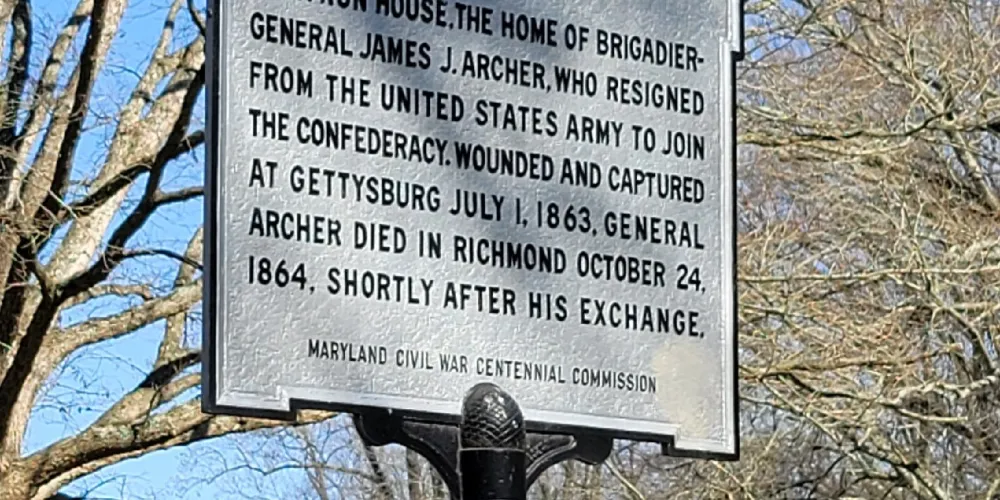 HOUSE, THE HOME OF BRIGADIER-
GENERAL JAMES J. ARCHER, WHO RESIGNED
FROM THE UNITED STATES ARMY TO JOIN
THE CONFEDERACY. WOUNDED AND CAPTURED
AT GETTYSBURG JULY 1, 1863, GENERAL
ARCHER DIED IN RICHMOND OCTOBER 24,
1864, SHORTLY AFTER HIS EXCHANGE.
MARYLAND CIVIL WAR CENTENNIAL COMMISSION